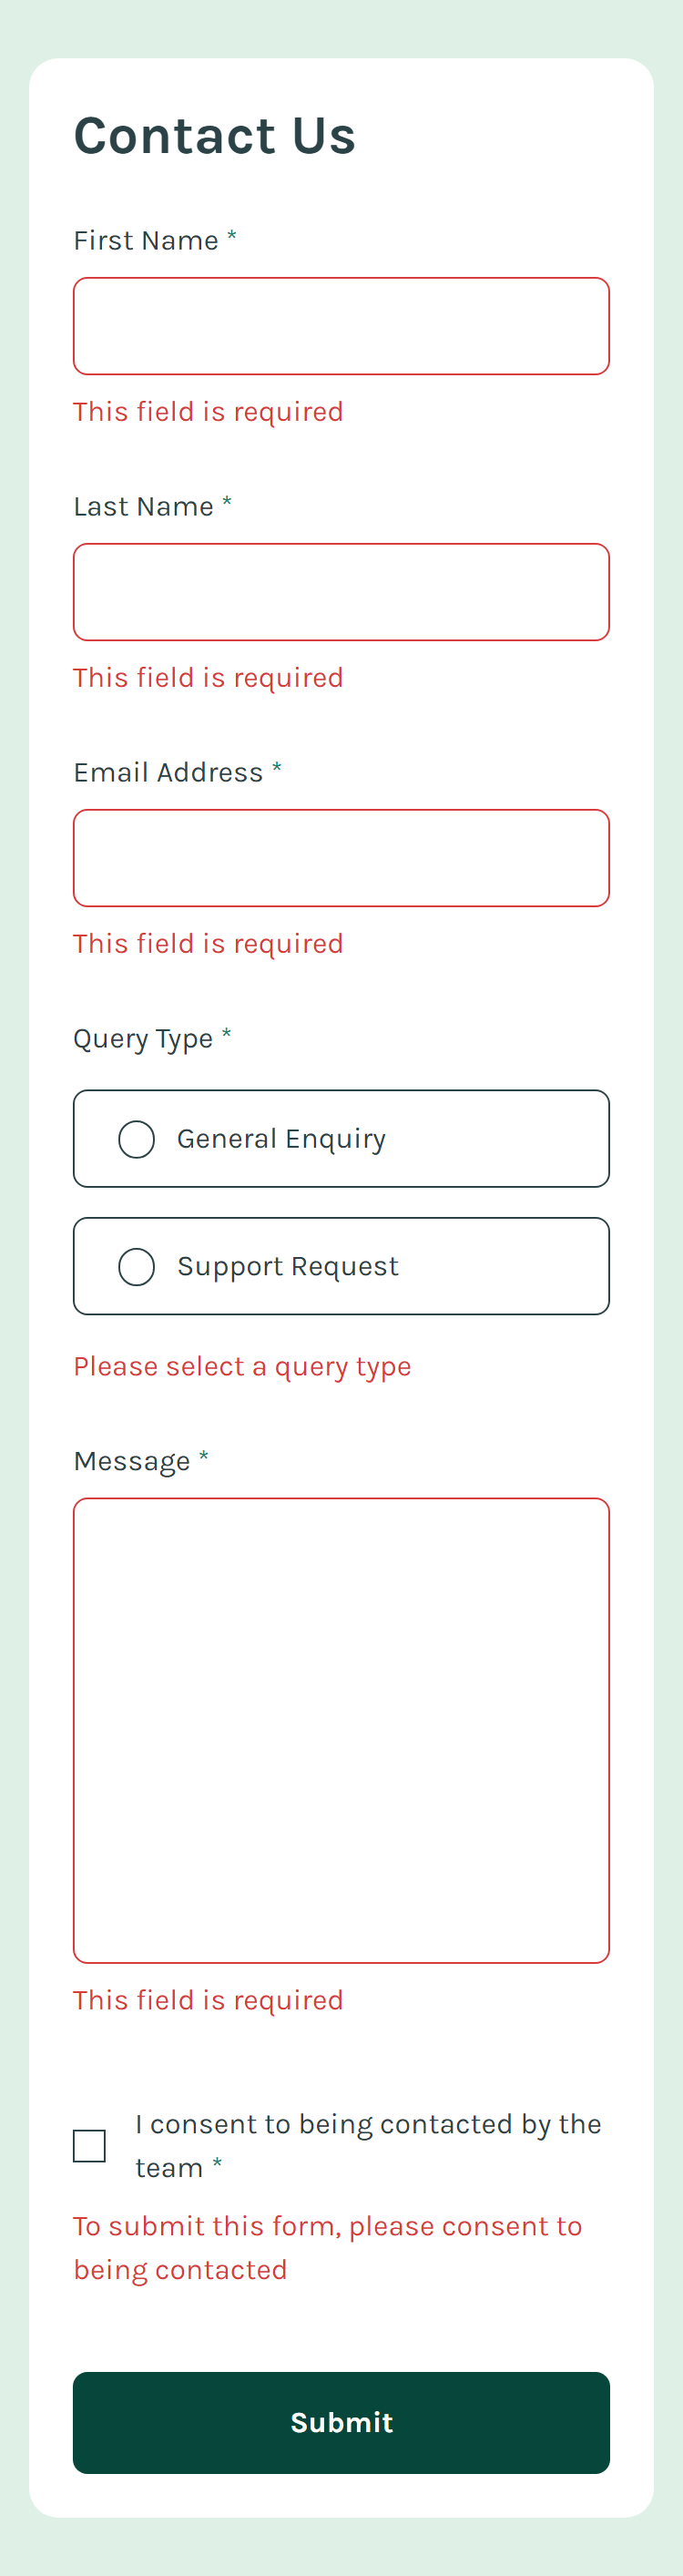 Contact Us
First Name *
This field is required
Last Name *
This field is required
Email Address *
This field is required
Query Type *
General Enquiry
Support Request
Please select a query type
Message *
This field is required
I consent to being contacted by the
team *
To submit this form, please consent to
being contacted
Submit